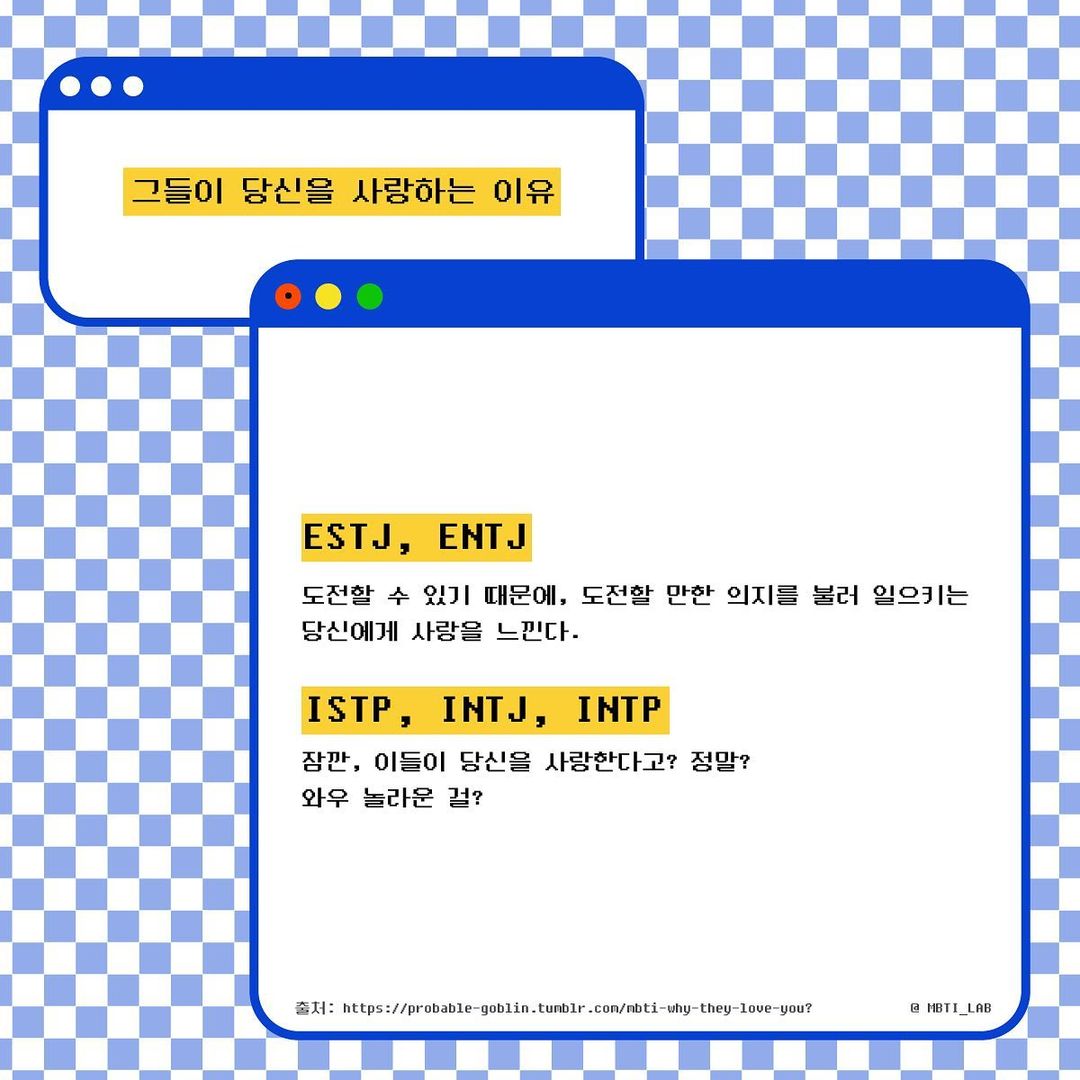 그들이 당신을 사랑하는 이유
ESTJ, ENTJ
도전할 수 있기 때문에, 도전할 만한 의지를 불러 일으키는
당신에게 사랑을 느낀다.
ISTP, INTJ, INTP
잠깐, 이들이 당신을 사랑한다고? 정말?
와우 놀라운 걸?
출처: https://probable-goblin.tumblr.com/mbti-why-they-love-you?
@ MBTI_LAB